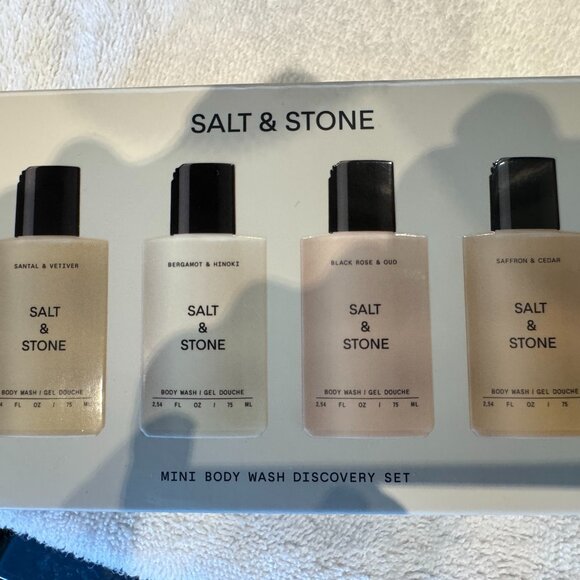 SALT & STONE
SANTAL & VETIVER
SALT
&
STONE
BODY WASH | GEL DOUCHE
FL OZ / 75 ML
BERGAMOT & HINOKI
SALT
&
STONE
BODY WASH | GEL DOUCHE
2,54 FL OZ / 75 ML
BLACK ROSE & OUD
SALT
&
STONE
BODY WASH | GEL DOUCHE
2,54 FL OZ / 75 ML
SAFFRON & CEDAR
SALT
&
STONE
BODY WASH | GEL DOUCHE
2,54 FL OZ / 75
MINI BODY WASH DISCOVERY SET